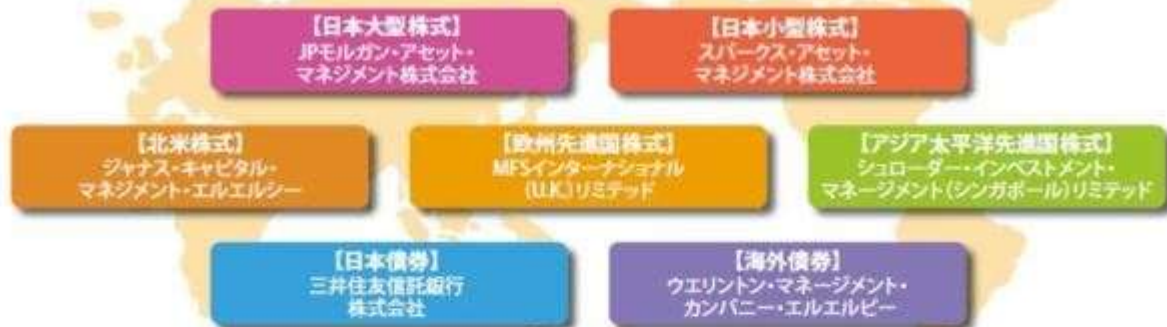 【日本大型株式】
JPモルガン・アセット・
マネジメント株式会社
【日本小型株式】
スパークス・アセット・
マネジメント株式会社
【北米株式】
ジャナス・キャピタル・
マネジメント・エルエルシー
【欧州先進国株式】
MFSインターナショナル
(U.K.)リミテッド
【アジア太平洋先進国株式】
シュローダー・インベストメント・
マネージメント(シンガポール)リミテッド
【日本債券】
三井住友信託銀行
株式会社
【海外債券】
ウエリントン・マネージメント・
カンパニー・エルエルピー